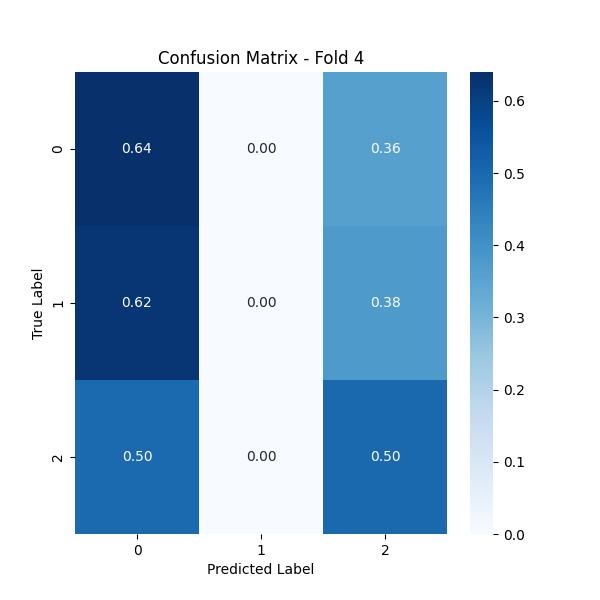 Confusion Matrix - Fold 4
0 0.64 0.00 0.36
1 0.62 0.00 0.38
2 0.50 0.00 0.50
0 1 2
Predicted Label
True Label
0.6
0.5
0.4
0.3
0.2
0.1
0.0